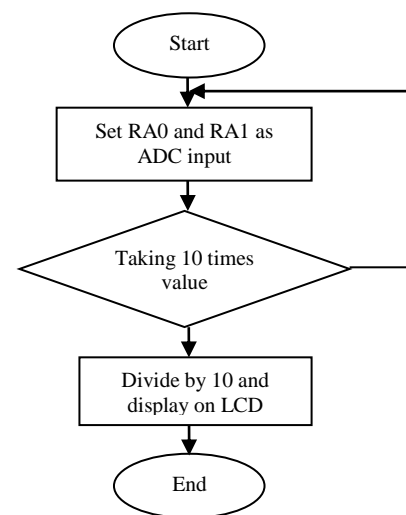 Start
Set RA0 and RA1 as
ADC input
Taking 10 times
value
Divide by 10 and
display on LCD
End